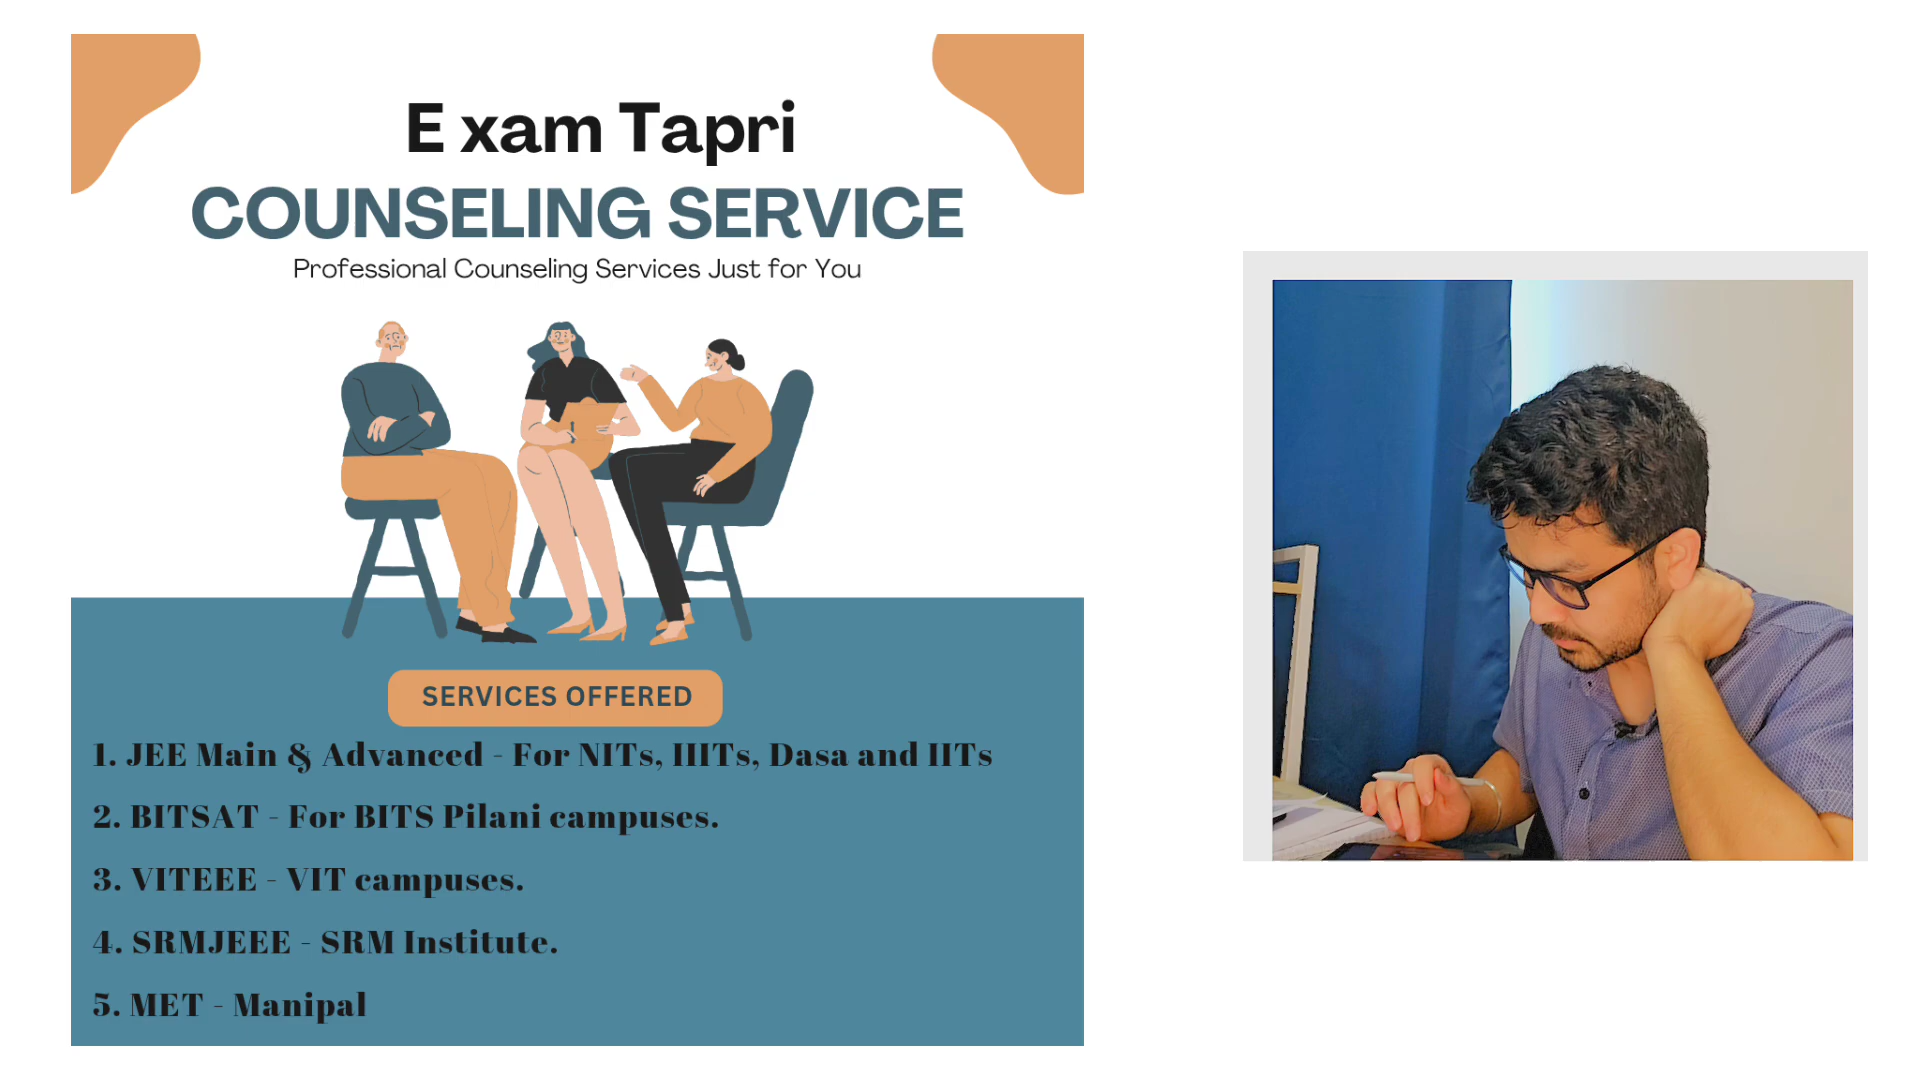 E xam Tapri
COUNSELING SERVICE
Professional Counseling Services Just for You
SERVICES OFFERED
1. JEE Main & Advanced - For NITs, IIITs, Dasa and IITs
2. BITSAT - For BITS Pilani campuses.
3. VITEEE - VIT campuses.
4. SRMJEEE - SRM Institute.
5. MET - Manipal